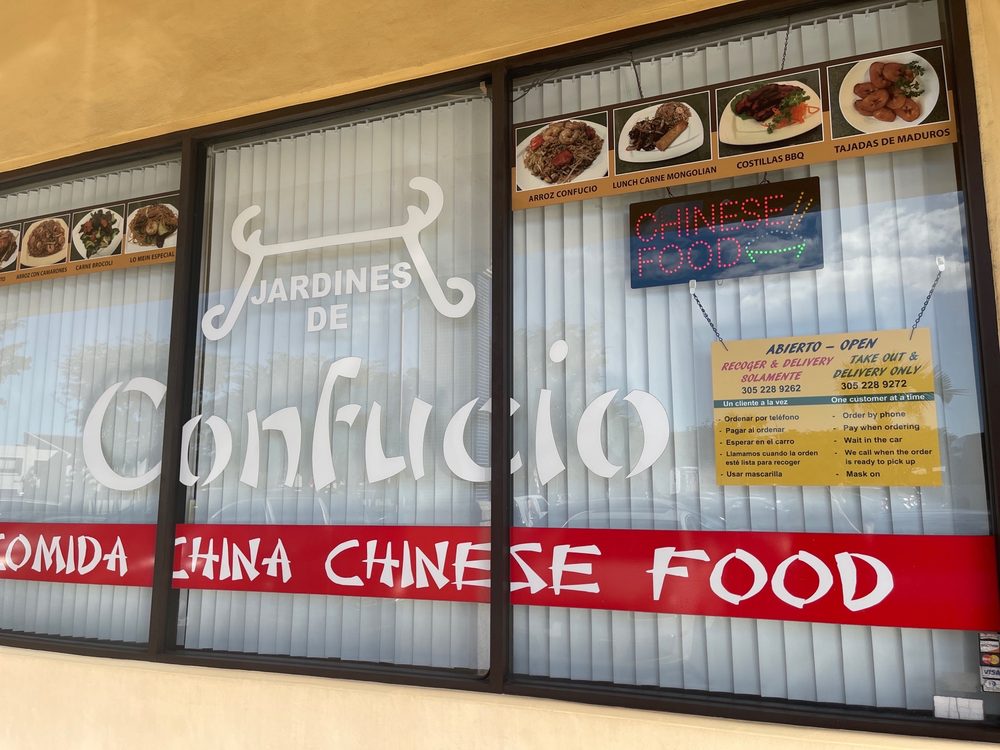 ARROZ CON CAMARONES
CARNE BROCOLI
LO MEIN ESPECIAL
JARDINES
DE
Confucio
COMIDA CHINA CHINESE FOOD
ARROZ CONFUCIO
LUNCH CARNE MONGOLIAN
COSTILLAS BBQ
TAJADAS DE MADUROS
CHINESE
FOOD
ABIERTO – OPEN
RECOGER & DELIVERY
SOLAMENTE
305 228 9262
TAKE OUT &
DELIVERY ONLY
305 228 9272
Un cliente a la vez
- Ordenar por teléfono
- Pagar al ordenar
- Esperar en el carro
- Llamamos cuando la orden
esté lista para recoger
- Usar mascarilla
One customer at a time
- Order by phone
- Pay when ordering
- Wait in the car
- We call when the order
is ready to pick up
- Mask on
VISA